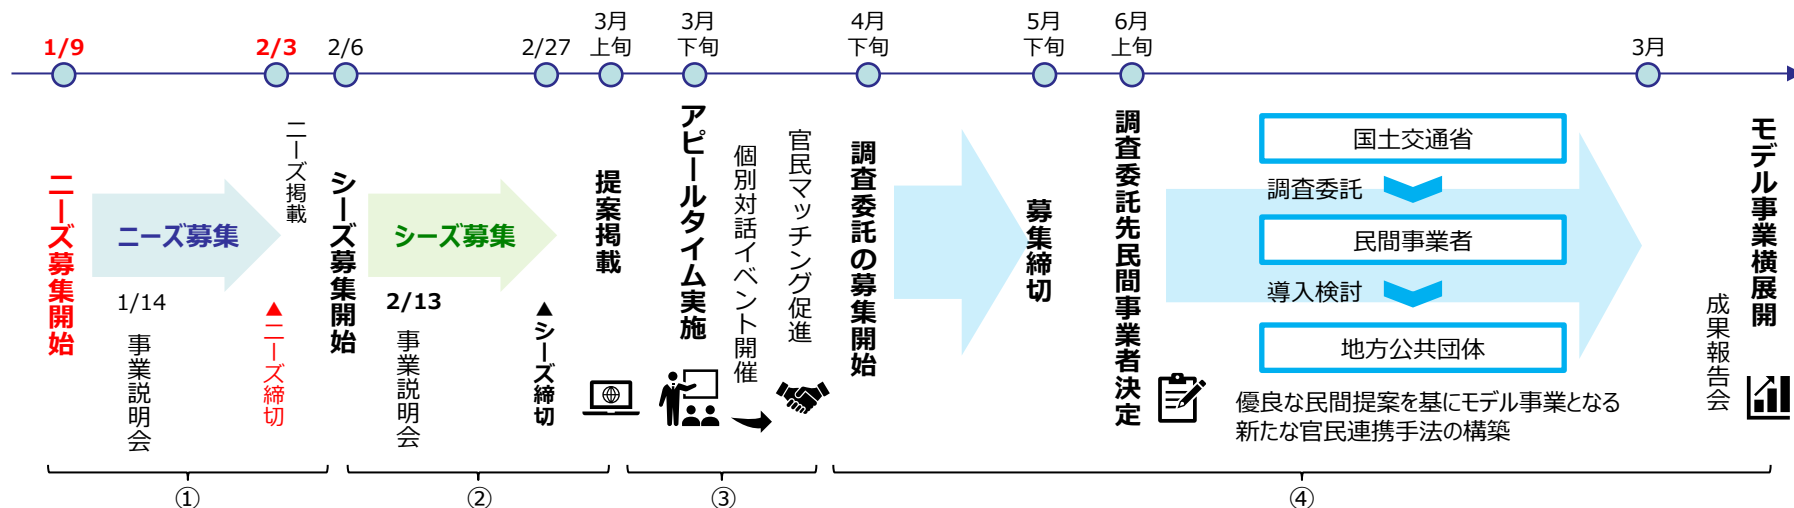 1/9
2/3
2/6
2/27
3月
上旬
3月
下旬
4月
下旬
5月
下旬
6月
上旬
3月
ニーズ募集開始
ニーズ募集
1/14
事業説明会
ニーズ掲載
▲ニーズ締切
シーズ募集開始
シーズ募集
2/13
事業説明会
▲シーズ締切
提案掲載
アピールタイム実施
個別対話イベント開催
官民マッチング促進
調査委託の募集開始
募集締切
調査委託先民間事業者決定
国土交通省
調査委託
民間事業者
導入検討
地方公共団体
優良な民間提案を基にモデル事業となる
新たな官民連携手法の構築
成果報告会
モデル事業横展開
①
②
③
④